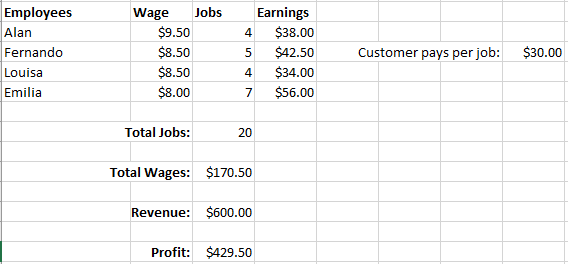 Employees Wage Jobs Earnings
Alan $9.50 4 $38.00
Fernando $8.50 5 $42.50 Customer pays per job: $30.00
Louisa $8.50 4 $34.00
Emilia $8.00 7 $56.00
Total Jobs: 20
Total Wages: $170.50
Revenue: $600.00
Profit: $429.50